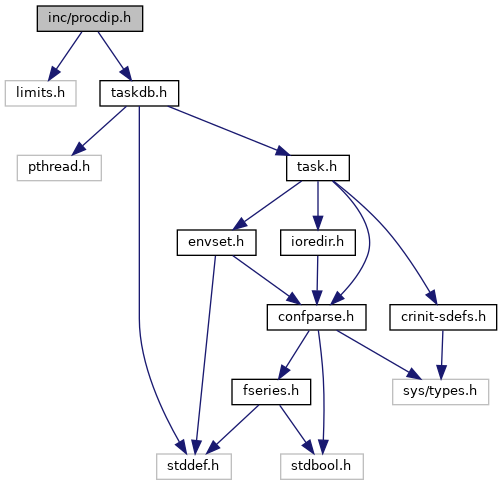 inc/procdip.h
limits.h
taskdb.h
pthread.h
task.h
envset.h
ioredir.h
confparse.h
crinit-sdefs.h
fseries.h
sys/types.h
stddef.h
stdbool.h